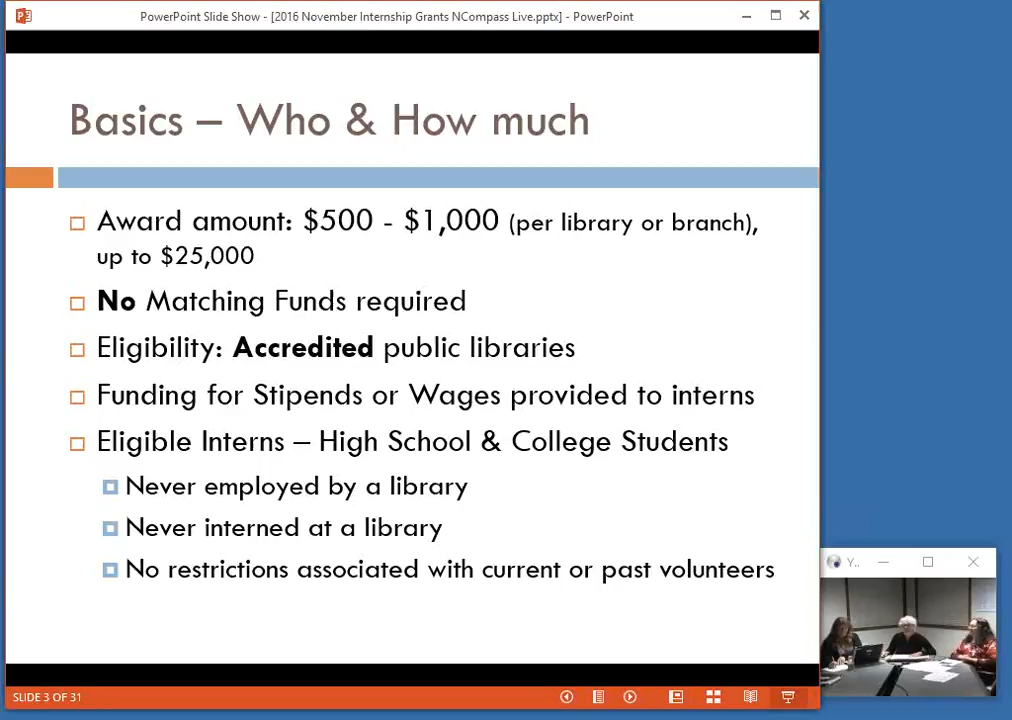 PowerPoint Slide Show - [2016 November Internship Grants NCompass Live.pptx] - PowerPoint
Basics – Who & How much
Award amount: $500 - $1,000 (per library or branch),
up to $25,000
No Matching Funds required
Eligibility: Accredited public libraries
Funding for Stipends or Wages provided to interns
Eligible Interns – High School & College Students
Never employed by a library
Never interned at a library
No restrictions associated with current or past volunteers
Y..
SLIDE 3 OF 31